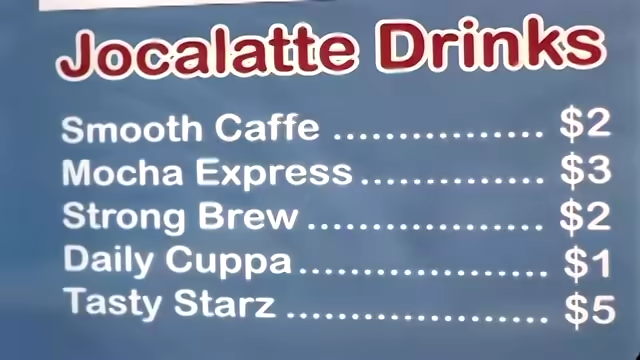 Jocalatte Drinks
Smooth Caffe ................ $2
Mocha Express.............. $3
Strong Brew .................. $2
Daily Cuppa.................... $1
Tasty Starz .................... $5